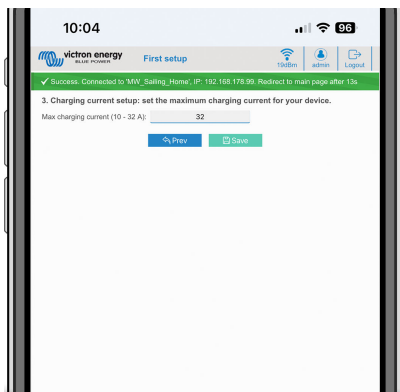 10:04
96
victron energy
BLUE POWER
First setup
19dBm
admin
Logout
✓ Success. Connected to 'MW_Sailing_Home', IP: 192.168.178.99. Redirect to main page after 13s
3. Charging current setup: set the maximum charging current for your device.
Max charging current (10 - 32 A):
32
Prev
Save